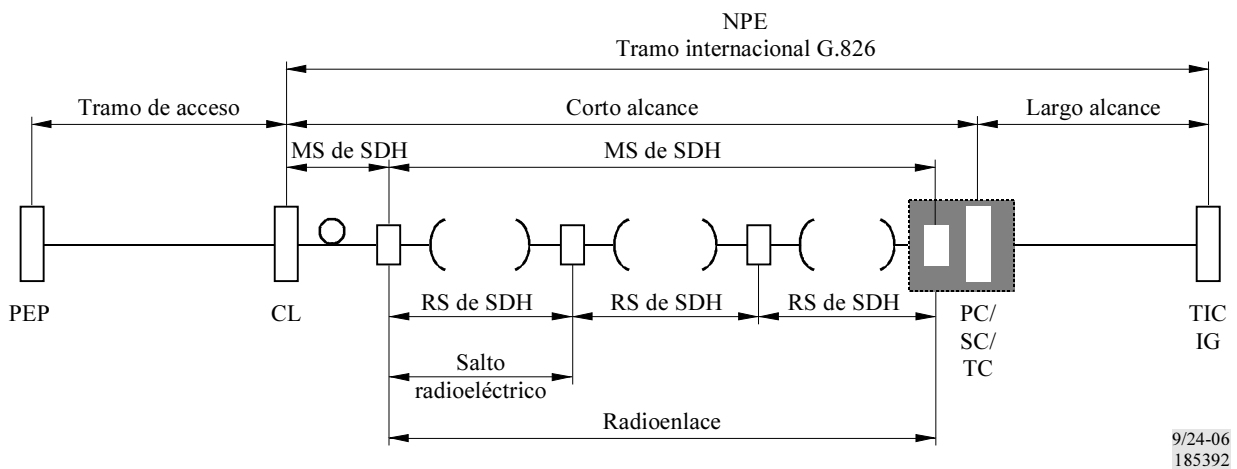 NPE
Tramo internacional G.826
Tramo de acceso
Corto alcance
Largo alcance
MS de SDH
MS de SDH
PEP
CL
RS de SDH
RS de SDH
RS de SDH
PC/
SC/
TC
TIC
IG
Salto
radioeléctrico
Radioenlace
9/24-06
185392